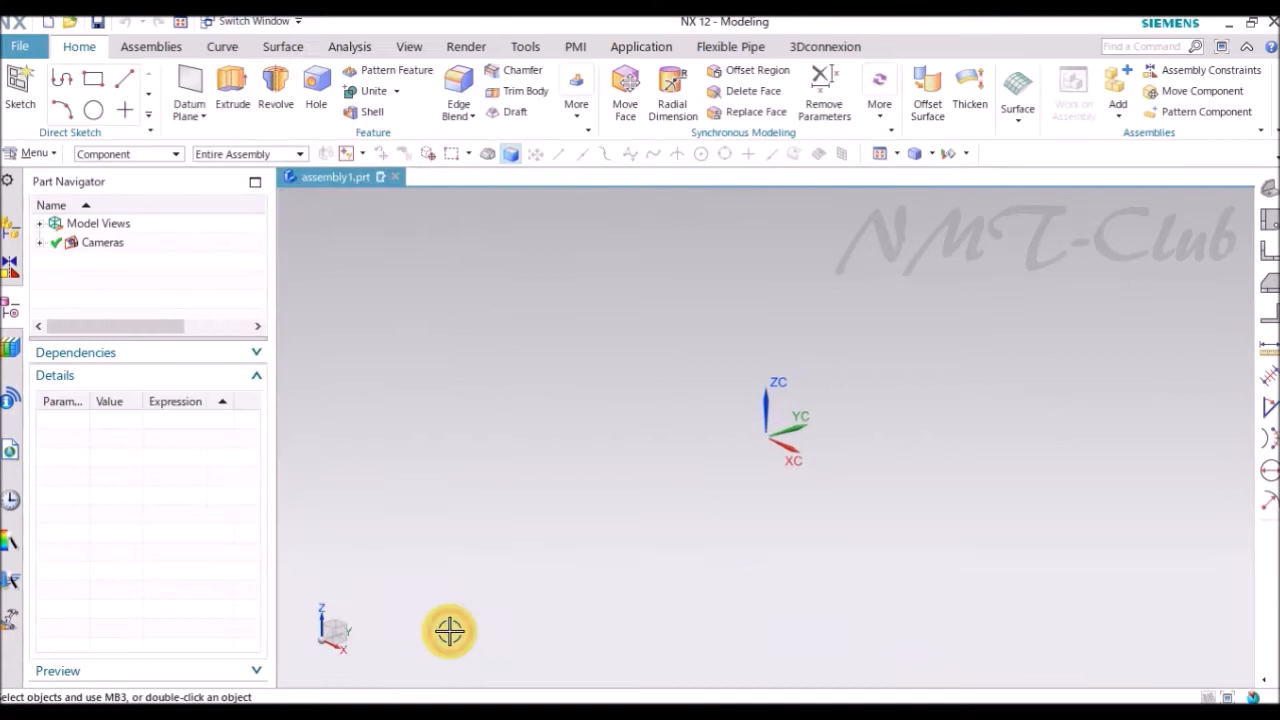 NX
Switch Window
NX 12 - Modeling
SIEMENS
File Home Assemblies Curve Surface Analysis View Render Tools PMI Application Flexible Pipe 3Dconnexion
Find a Command
Sketch
Direct Sketch
Datum Plane
Extrude
Revolve
Hole
Pattern Feature
Unite
Shell
Edge Blend
Chamfer
Trim Body
Draft
More
Feature
Move Face
Radial Dimension
Offset Region
Delete Face
Replace Face
Remove Parameters
More
Synchronous Modeling
Offset Surface
Thicken
Surface
Work on Assembly
Add
Assembly Constraints
Move Component
Pattern Component
Assemblies
Menu
Component
Entire Assembly
Part Navigator
assembly1.prt
Name
Model Views
Cameras
Dependencies
Details
Param... Value Expression
Preview
NMT-Club
ZC
YC
XC
Z
Y
X
Select objects and use MB3, or double-click an object